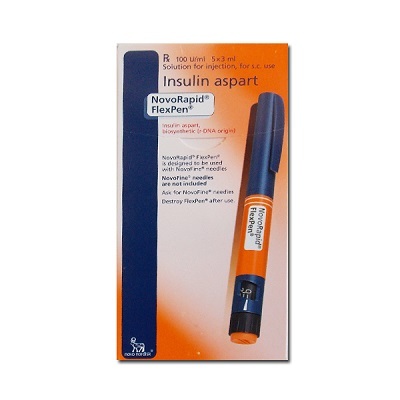 ℞ 100 U/ml 5x3 ml
Solution for injection, for s.c. use
Insulin aspart
NovoRapid®
FlexPen®
Insulin aspart,
biosynthetic (r-DNA origin)
NovoRapid® FlexPen®
is designed to be used
with NovoFine® needles
NovoFine® needles
are not included
Ask for NovoFine® needles
Destroy FlexPen® after use.
NovoRapid®
FlexPen®
novo nordisk